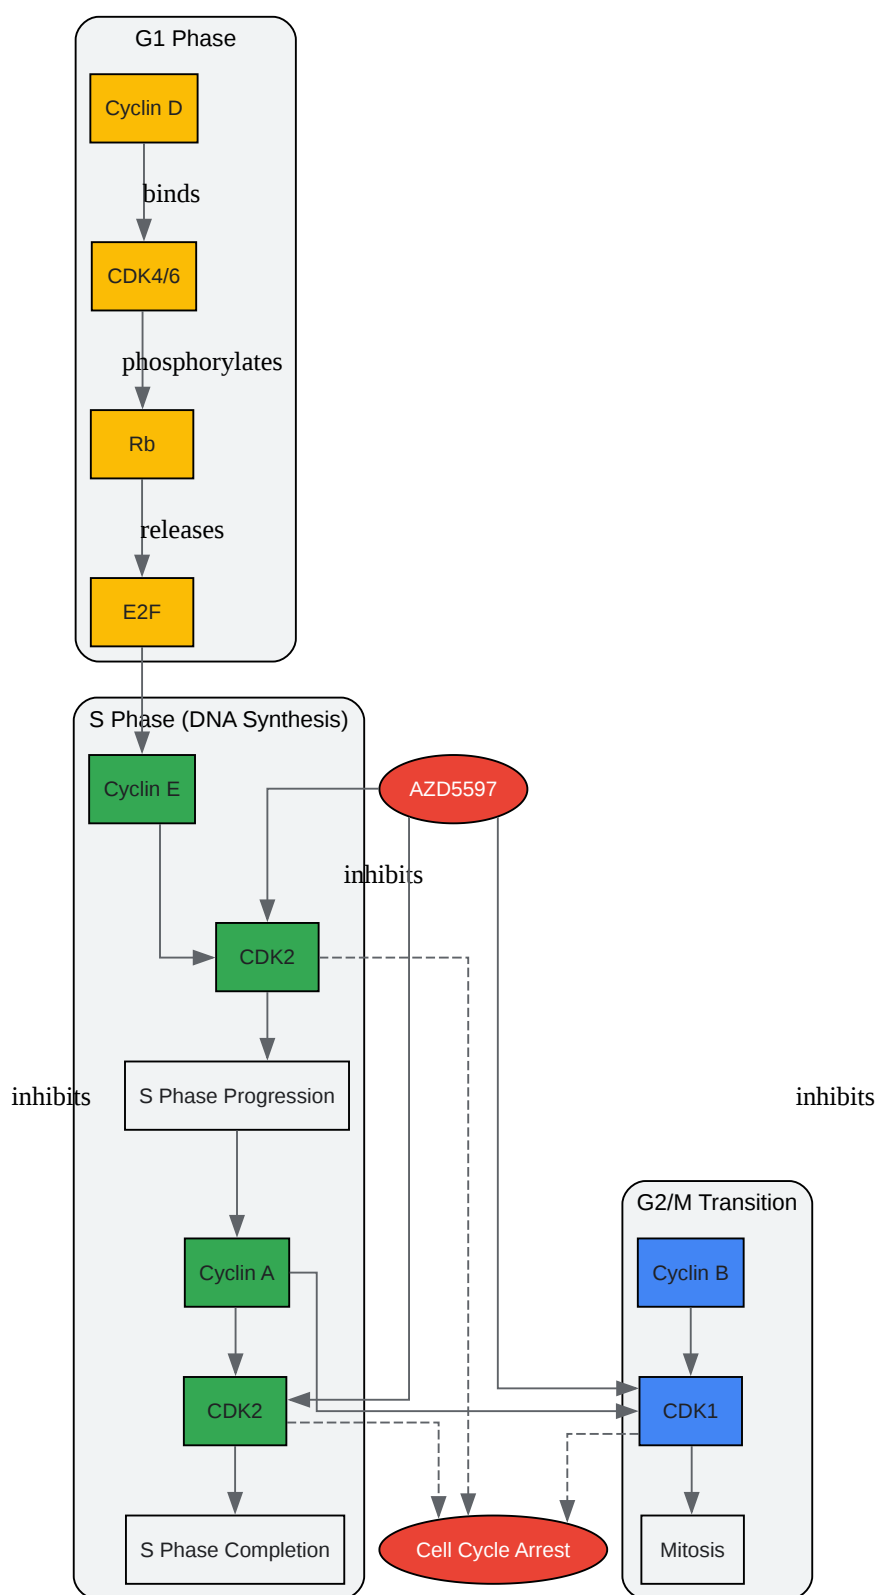 G1 Phase
Cyclin D
binds
CDK4/6
phosphorylates
Rb
releases
E2F
S Phase (DNA Synthesis)
Cyclin E
AZD5597
inhibits
CDK2
inhibits
S Phase Progression
inhibits
G2/M Transition
Cyclin A
Cyclin B
CDK2
CDK1
S Phase Completion
Cell Cycle Arrest
Mitosis